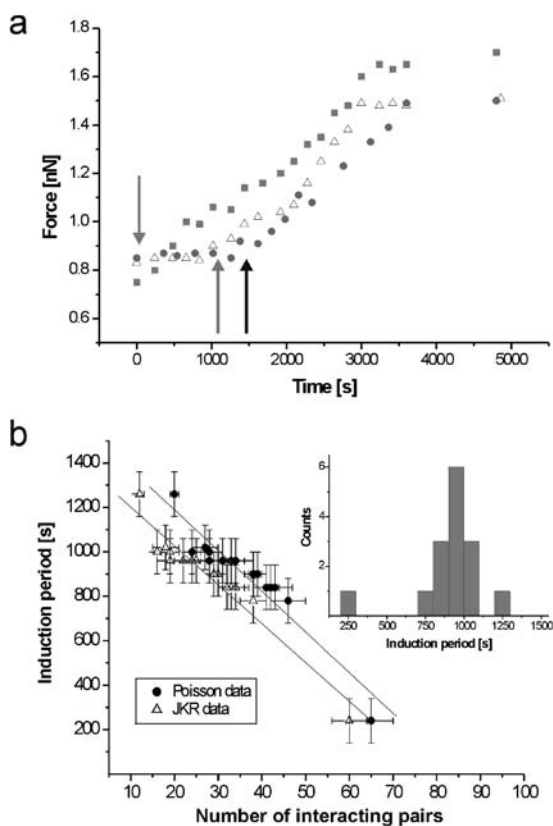 a
Force [nN]
1.8
1.6
1.4
1.2
1.0
0.8
0.6
0 1000 2000 3000 4000 5000
Time [s]
b
Induction period [s]
1400
1200
1000
800
600
400
200
Poisson data
JKR data
0 10 20 30 40 50 60 70 80 90 100
Number of interacting pairs
Counts
6
4
2
250 500 750 1000 1250 1500
Induction period [s]